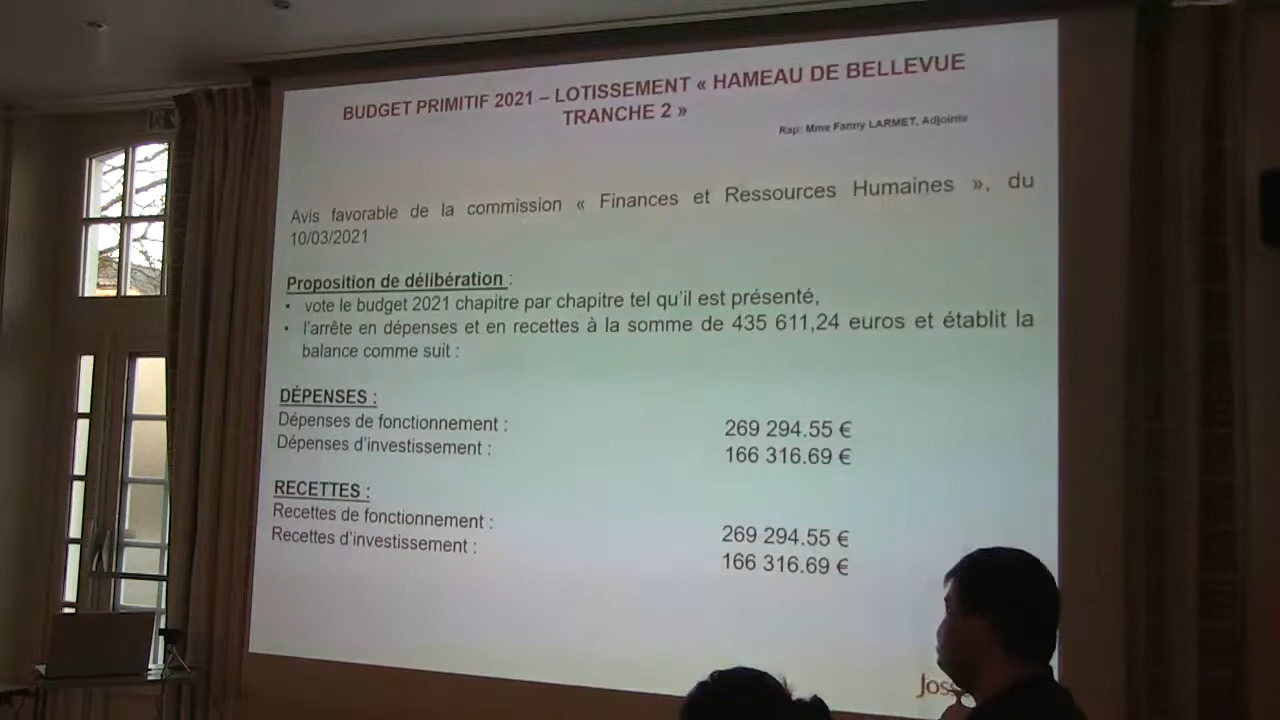 BUDGET PRIMITIF 2021 – LOTISSEMENT « HAMEAU DE BELLEVUE
TRANCHE 2 »
Rap: Mme Fanny LARMET, Adjointe
Avis favorable de la commission « Finances et Ressources Humaines », du
10/03/2021
Proposition de délibération :
• vote le budget 2021 chapitre par chapitre tel qu'il est présenté,
• l'arrête en dépenses et en recettes à la somme de 435 611,24 euros et établit la
balance comme suit :
DÉPENSES :
Dépenses de fonctionnement : 269 294.55 €
Dépenses d'investissement : 166 316.69 €
RECETTES :
Recettes de fonctionnement : 269 294.55 €
Recettes d'investissement : 166 316.69 €